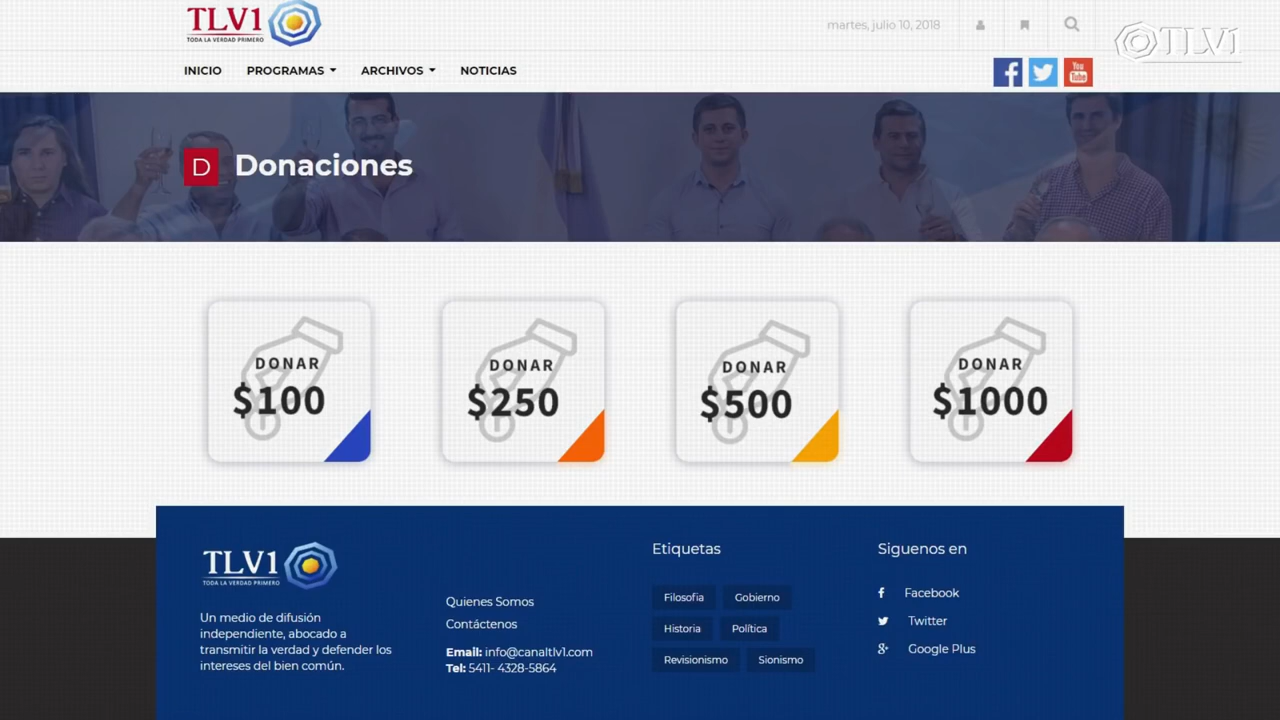 TLV1
TODA LA VERDAD PRIMERO
martes, julio 10, 2018
TLV1
INICIO PROGRAMAS ARCHIVOS NOTICIAS
You
Tube
D Donaciones
DONAR
$100
DONAR
$250
DONAR
$500
DONAR
$1000
TLV1
TODA LA VERDAD PRIMERO
Un medio de difusión
independiente, abocado a
transmitir la verdad y defender los
intereses del bien común.
Quienes Somos
Contáctenos
Email: info@canaltlv1.com
Tel: 5411- 4328-5864
Etiquetas
Filosofia Gobierno
Historia Política
Revisionismo Sionismo
Siguenos en
Facebook
Twitter
Google Plus